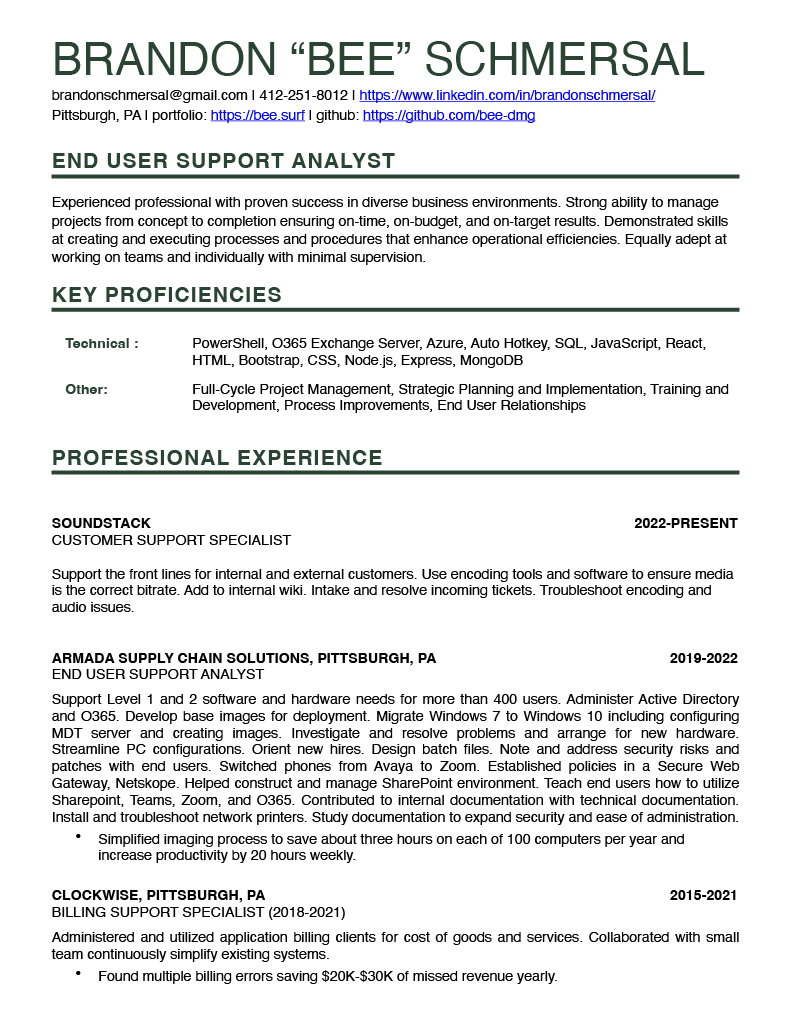 BRANDON “BEE” SCHMERSAL
brandonschmersal@gmail.com I 412-251-8012 I https://www.linkedin.com/in/brandonschmersal/
Pittsburgh, PA I portfolio: https://bee.surf I github: https://github.com/bee-dmg
END USER SUPPORT ANALYST
Experienced professional with proven success in diverse business environments. Strong ability to manage
projects from concept to completion ensuring on-time, on-budget, and on-target results. Demonstrated skills
at creating and executing processes and procedures that enhance operational efficiencies. Equally adept at
working on teams and individually with minimal supervision.
KEY PROFICIENCIES
Technical : PowerShell, O365 Exchange Server, Azure, Auto Hotkey, SQL, JavaScript, React,
HTML, Bootstrap, CSS, Node.js, Express, MongoDB
Other: Full-Cycle Project Management, Strategic Planning and Implementation, Training and
Development, Process Improvements, End User Relationships
PROFESSIONAL EXPERIENCE
SOUNDSTACK 2022-PRESENT
CUSTOMER SUPPORT SPECIALIST
Support the front lines for internal and external customers. Use encoding tools and software to ensure media
is the correct bitrate. Add to internal wiki. Intake and resolve incoming tickets. Troubleshoot encoding and
audio issues.
ARMADA SUPPLY CHAIN SOLUTIONS, PITTSBURGH, PA 2019-2022
END USER SUPPORT ANALYST
Support Level 1 and 2 software and hardware needs for more than 400 users. Administer Active Directory
and O365. Develop base images for deployment. Migrate Windows 7 to Windows 10 including configuring
MDT server and creating images. Investigate and resolve problems and arrange for new hardware.
Streamline PC configurations. Orient new hires. Design batch files. Note and address security risks and
patches with end users. Switched phones from Avaya to Zoom. Established policies in a Secure Web
Gateway, Netskope. Helped construct and manage SharePoint environment. Teach end users how to utilize
Sharepoint, Teams, Zoom, and O365. Contributed to internal documentation with technical documentation.
Install and troubleshoot network printers. Study documentation to expand security and ease of administration.
• Simplified imaging process to save about three hours on each of 100 computers per year and
increase productivity by 20 hours weekly.
CLOCKWISE, PITTSBURGH, PA 2015-2021
BILLING SUPPORT SPECIALIST (2018-2021)
Administered and utilized application billing clients for cost of goods and services. Collaborated with small
team continuously simplify existing systems.
• Found multiple billing errors saving $20K-$30K of missed revenue yearly.